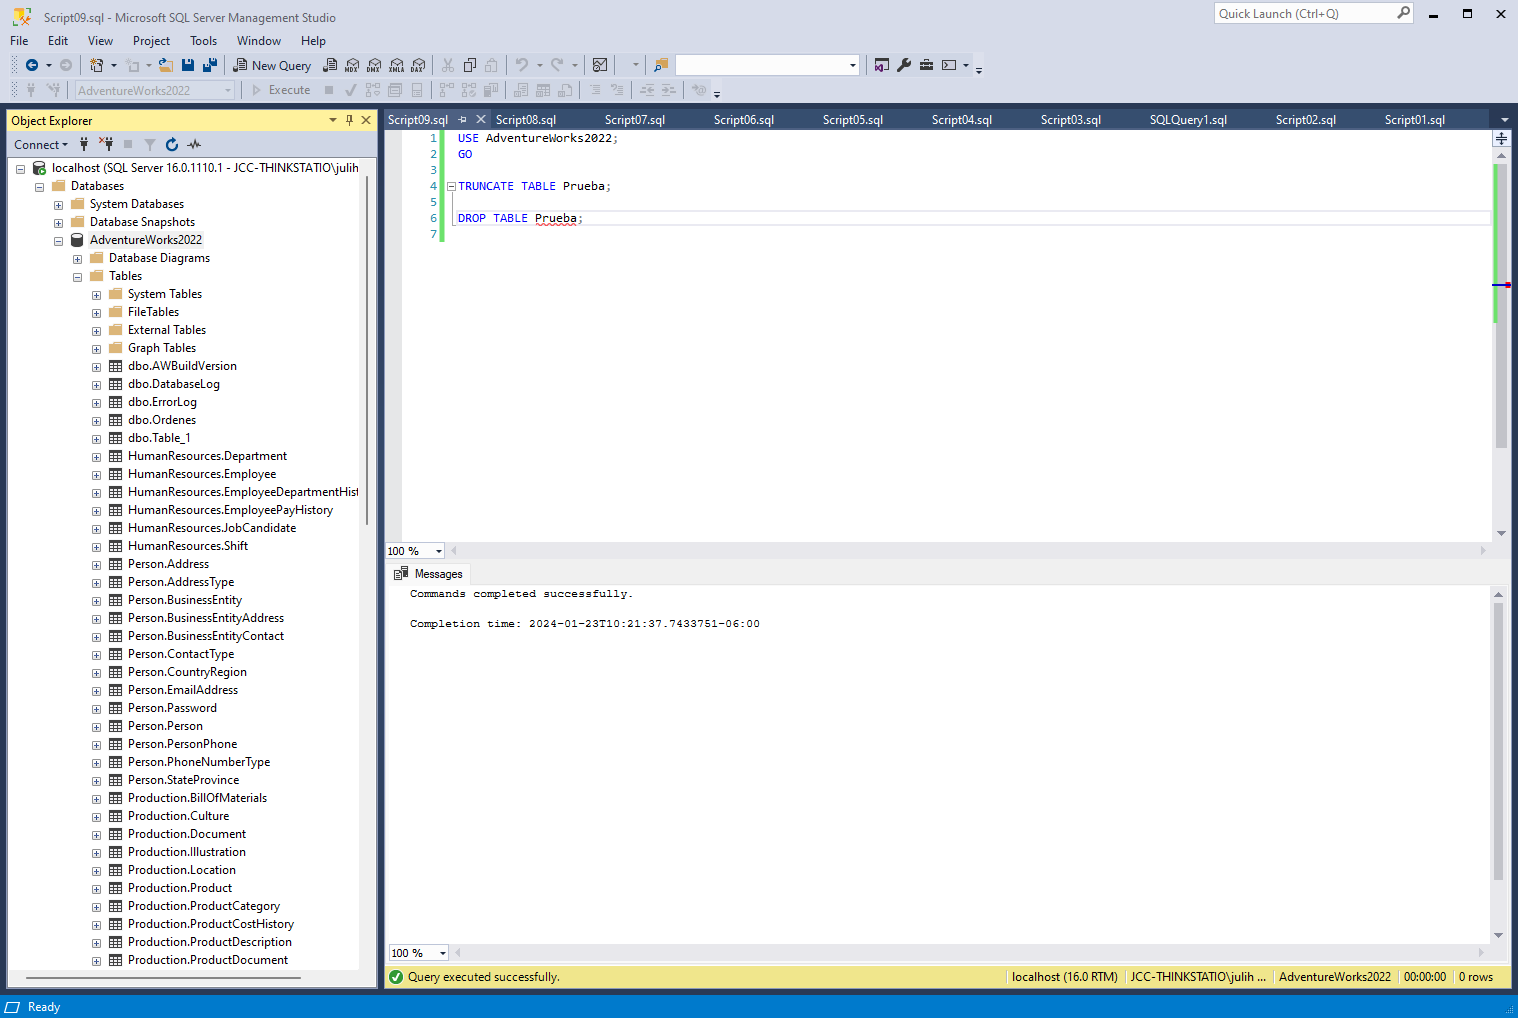 Script09.sql - Microsoft SQL Server Management Studio
Quick Launch (Ctrl+Q)
File Edit View Project Tools Window Help
New Query MDX DMX XMLA DAX
AdventureWorks2022 Execute
Object Explorer
Connect
localhost (SQL Server 16.0.1110.1 - JCC-THINKSTATIO\julih
Databases
System Databases
Database Snapshots
AdventureWorks2022
Database Diagrams
Tables
System Tables
FileTables
External Tables
Graph Tables
dbo.AWBuildVersion
dbo.DatabaseLog
dbo.ErrorLog
dbo.Ordenes
dbo.Table_1
HumanResources.Department
HumanResources.Employee
HumanResources.EmployeeDepartmentHist
HumanResources.EmployeePayHistory
HumanResources.JobCandidate
HumanResources.Shift
Person.Address
Person.AddressType
Person.BusinessEntity
Person.BusinessEntityAddress
Person.BusinessEntityContact
Person.ContactType
Person.CountryRegion
Person.EmailAddress
Person.Password
Person.Person
Person.PersonPhone
Person.PhoneNumberType
Person.StateProvince
Production.BillOfMaterials
Production.Culture
Production.Document
Production.Illustration
Production.Location
Production.Product
Production.ProductCategory
Production.ProductCostHistory
Production.ProductDescription
Production.ProductDocument
Script09.sql Script08.sql Script07.sql Script06.sql Script05.sql Script04.sql Script03.sql SQLQuery1.sql Script02.sql Script01.sql
1 USE AdventureWorks2022;
2 GO
3
4 TRUNCATE TABLE Prueba;
5
6 DROP TABLE Prueba;
7
100 %
Messages
Commands completed successfully.
Completion time: 2024-01-23T10:21:37.7433751-06:00
100 %
Query executed successfully. localhost (16.0 RTM) JCC-THINKSTATIO\julih ... AdventureWorks2022 00:00:00 0 rows
Ready